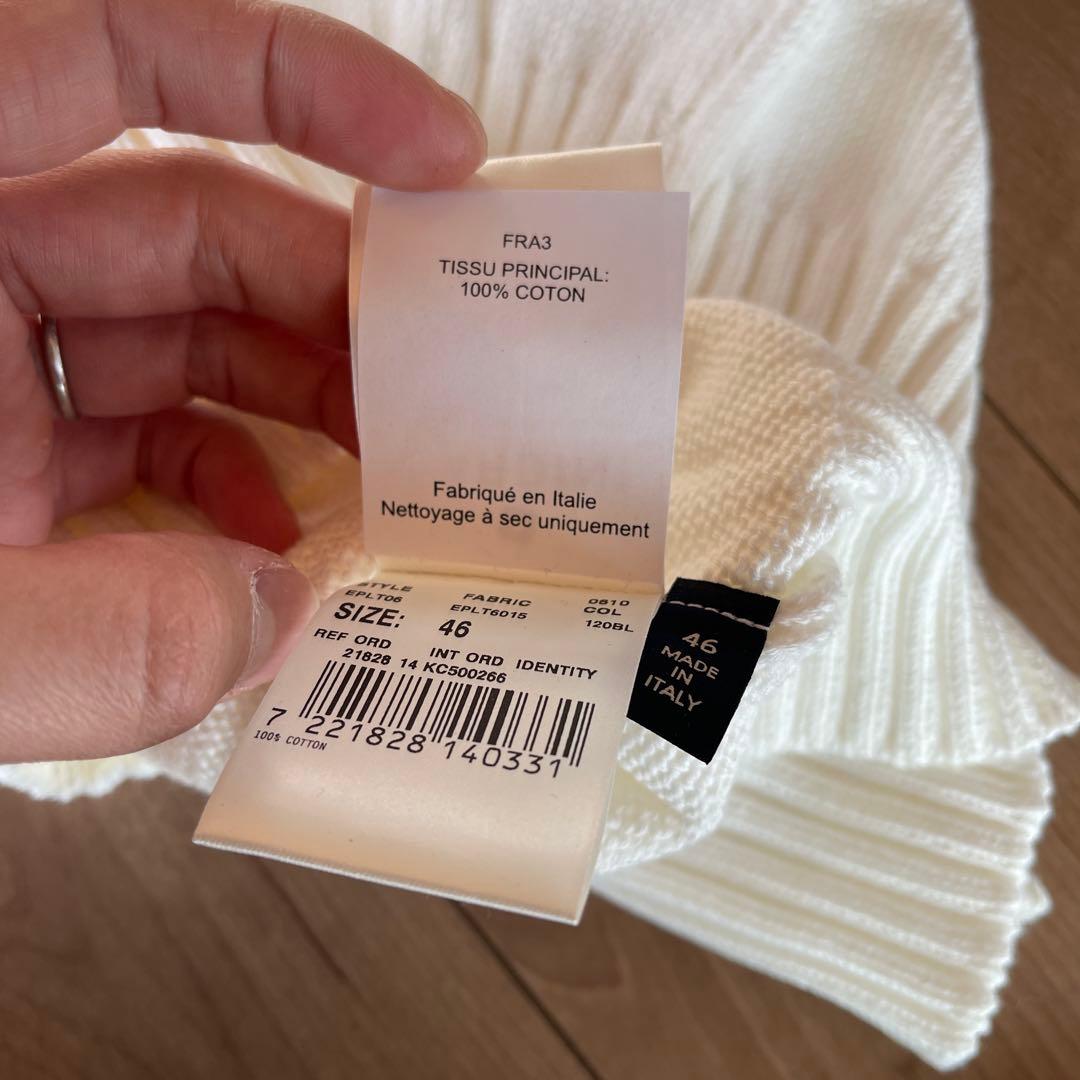 FRA3
TISSU PRINCIPAL:
100% COTON
Fabriqué en Italie
Nettoyage à sec uniquement
STYLE FABRIC 0810
EPLT06 EPLT6015 COL
SIZE: 46 120BL
REF ORD INT ORD IDENTITY
21828 14 KC500266
7 221828 140331
100% COTTON
46
MADE
IN
ITALY